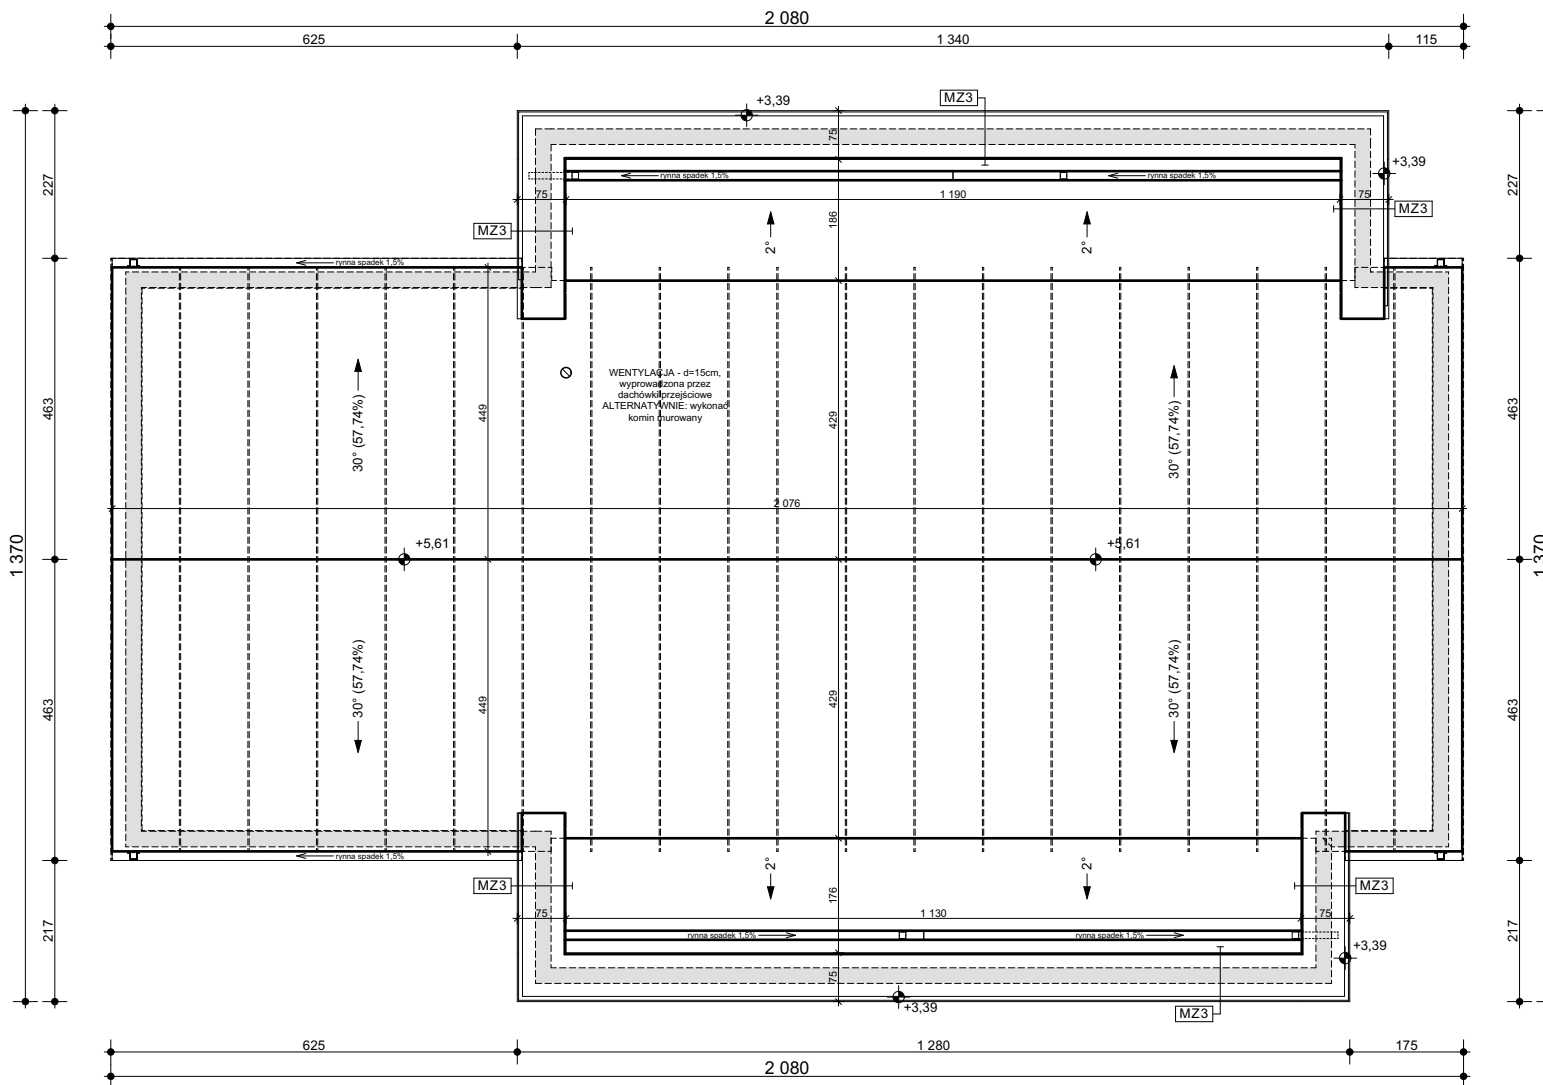 2 080
625
1 340
115
+3,39
MZ3
75
+3,39
227
rynna spadek 1,5%
rynna spadek 1,5%
227
75
1 190
75
MZ3
MZ3
186
2°
2°
rynna spadek 1,5%
WENTYLACJA - d=15cm,
wyprowadzona przez
dachówki przejściowe
ALTERNATYWNIE: wykonać
komin murowany
463
30° (57,74%)
449
429
30° (57,74%)
463
2 076
1 370
+5,61
+5,61
1 370
463
30° (57,74%)
449
429
30° (57,74%)
463
rynna spadek 1,5%
2°
2°
MZ3
MZ3
176
75
1 130
75
217
rynna spadek 1,5%
rynna spadek 1,5%
217
+3,39
75
+3,39
MZ3
625
1 280
175
2 080